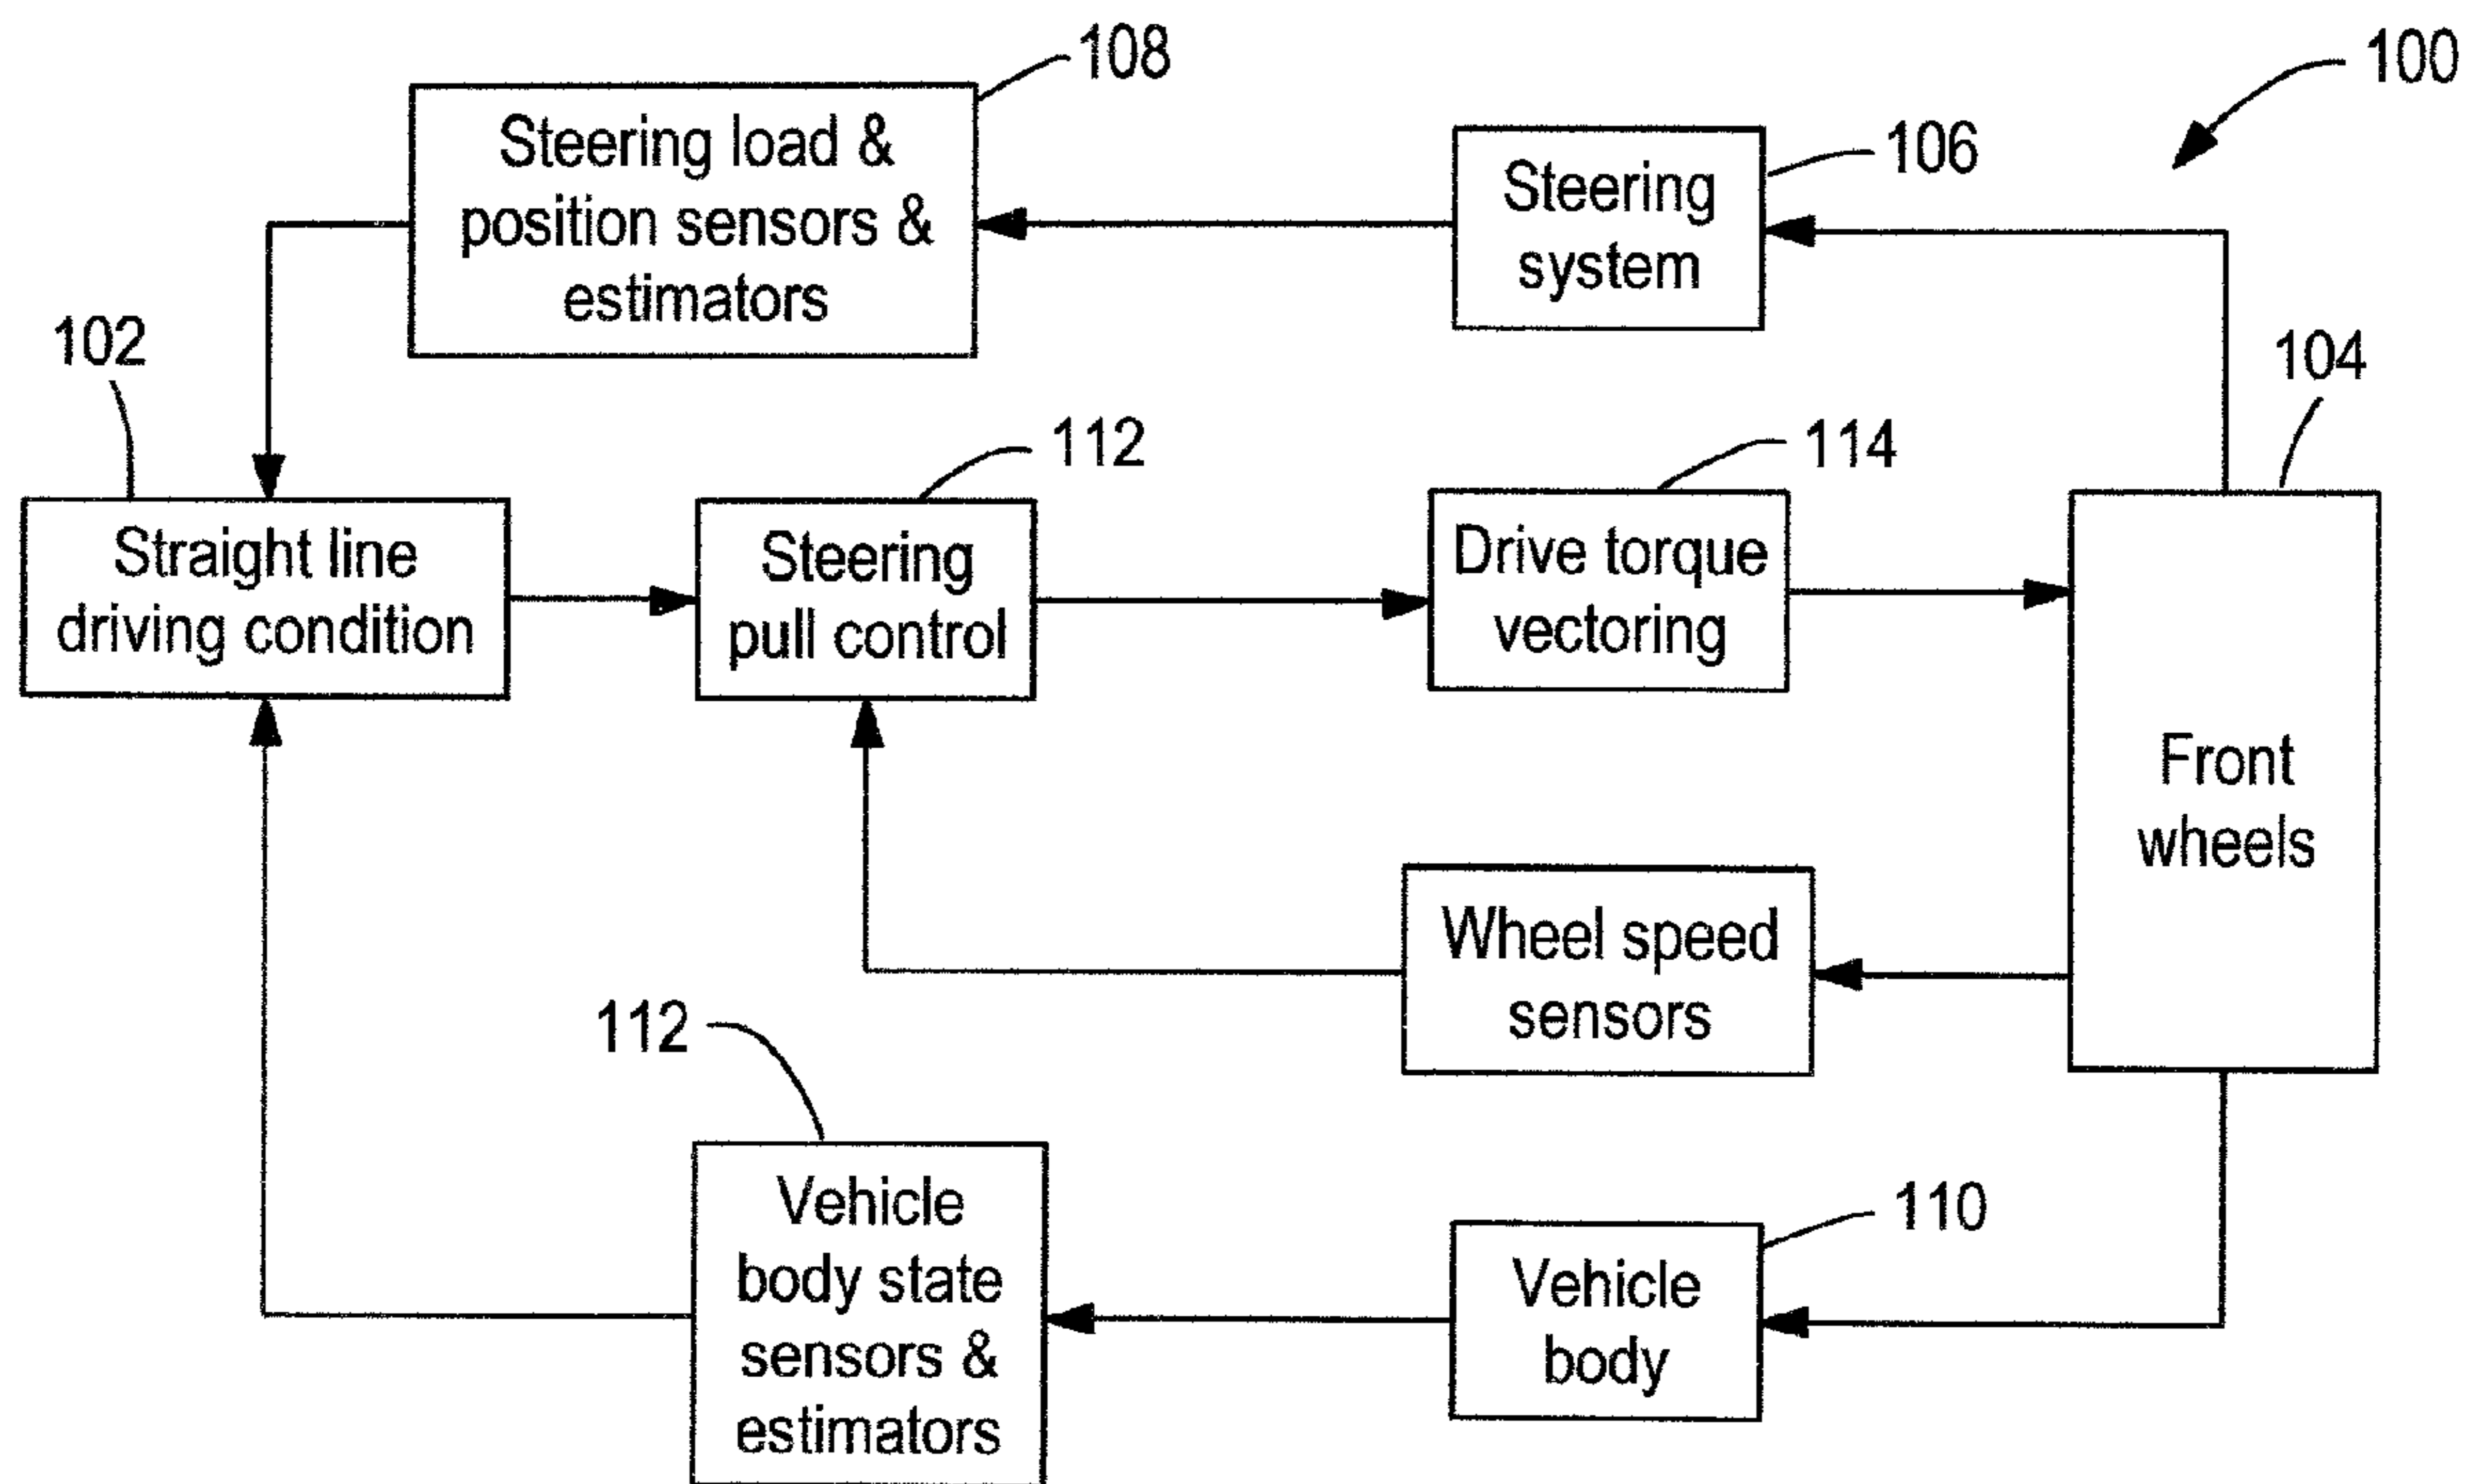 108
100
Steering load &
position sensors &
estimators
106
Steering
system
102
104
112
114
Straight line
driving condition
Steering
pull control
Drive torque
vectoring
Front
wheels
Wheel speed
sensors
112
Vehicle
body state
sensors &
estimators
110
Vehicle
body